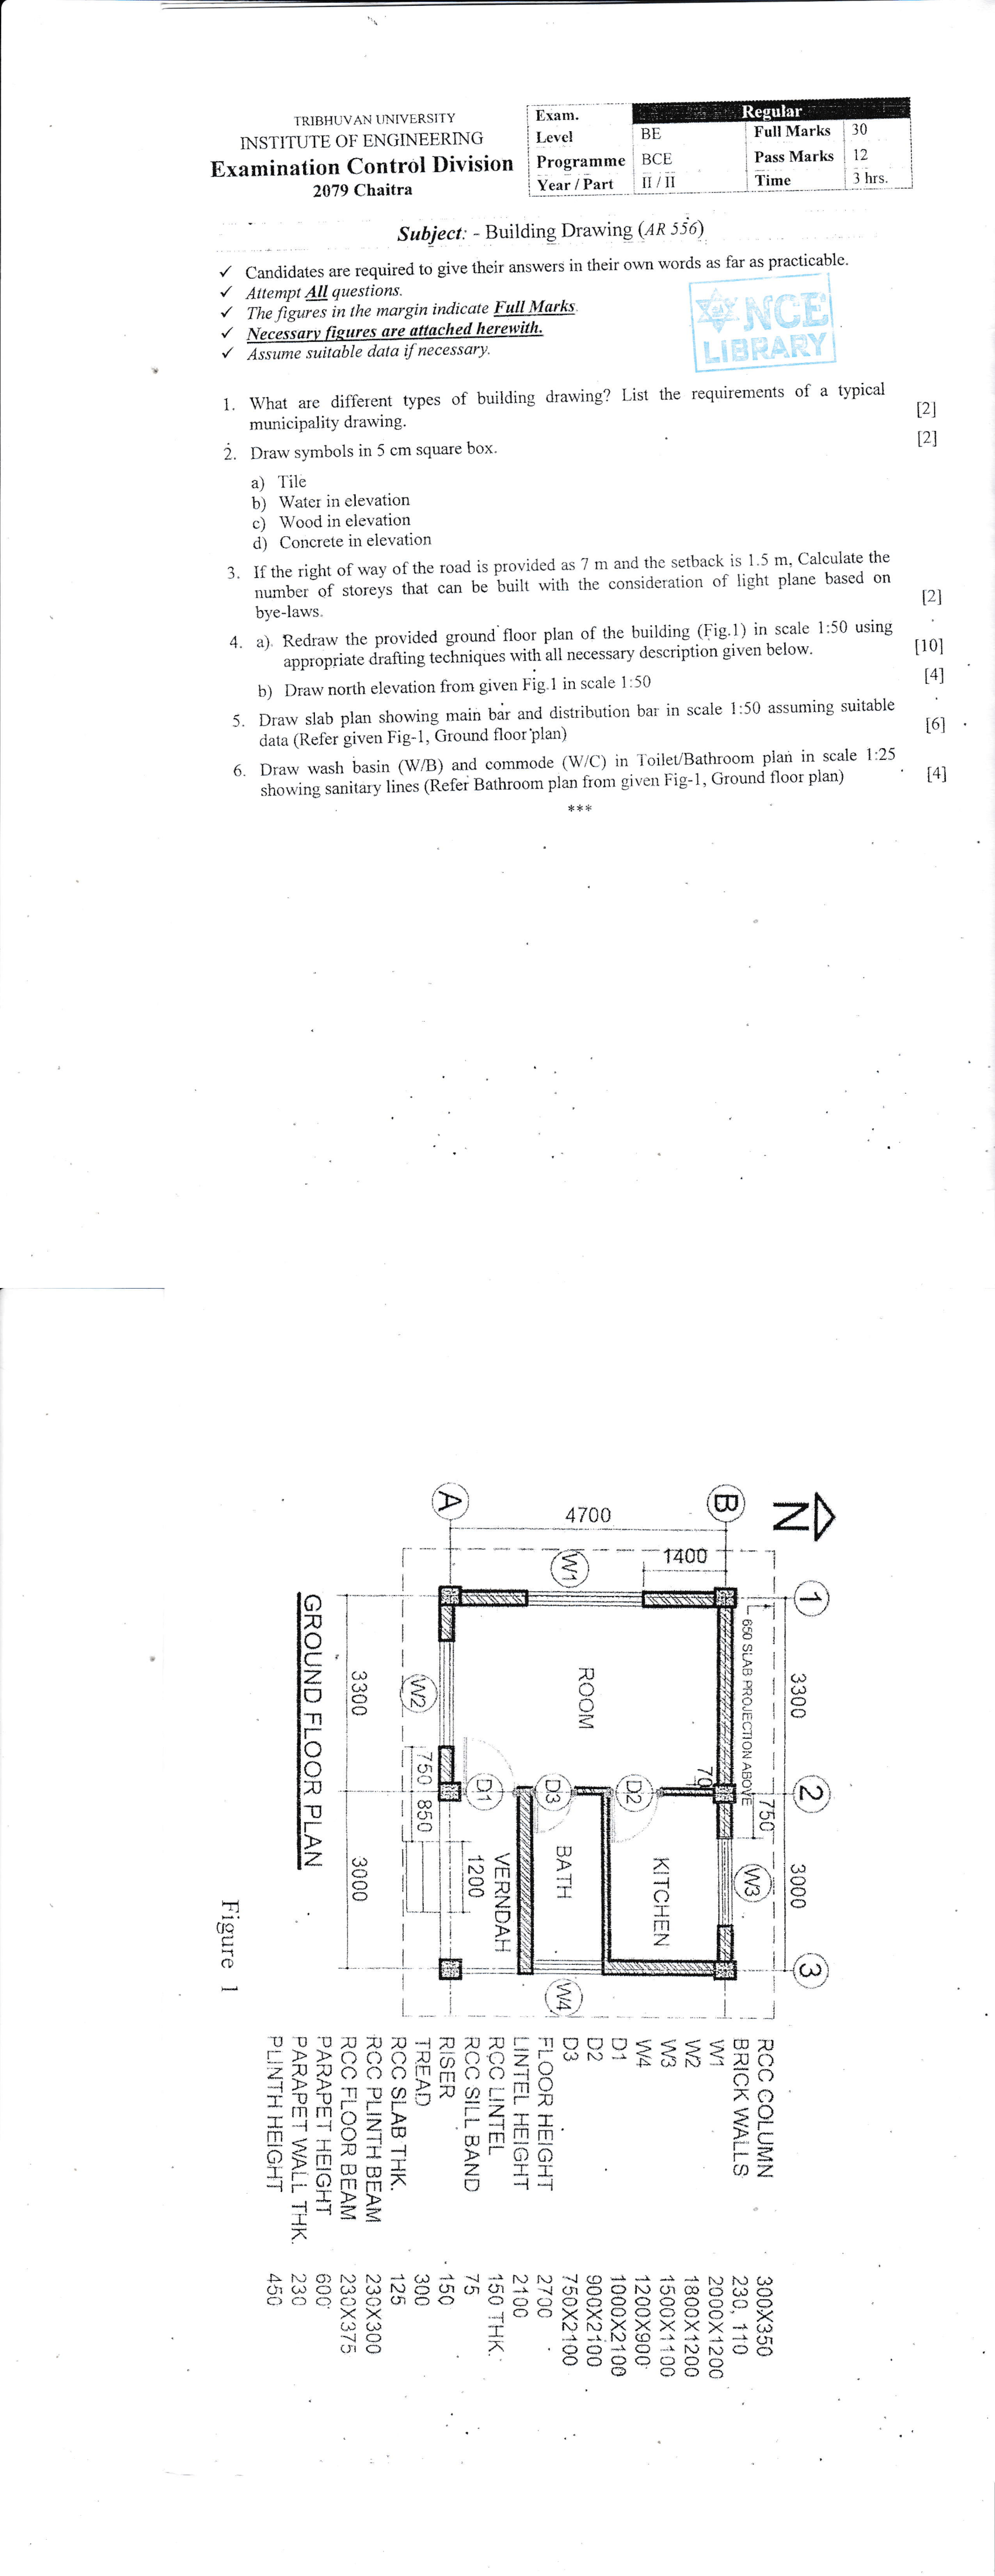 TRIBHUVAN UNIVERSITY
INSTITUTE OF ENGINEERING
Examination Control Division
2079 Chaitra
Exam. Regular
Level BE Full Marks 30
Programme BCE Pass Marks 12
Year / Part II / II Time 3 hrs.
Subject: - Building Drawing (AR 556)
✓ Candidates are required to give their answers in their own words as far as practicable.
✓ Attempt All questions.
✓ The figures in the margin indicate Full Marks.
✓ Necessary figures are attached herewith.
✓ Assume suitable data if necessary.
NCE
LIBRARY
1. What are different types of building drawing? List the requirements of a typical
municipality drawing. [2]
2. Draw symbols in 5 cm square box. [2]
a) Tile
b) Water in elevation
c) Wood in elevation
d) Concrete in elevation
3. If the right of way of the road is provided as 7 m and the setback is 1.5 m, Calculate the
number of storeys that can be built with the consideration of light plane based on
bye-laws. [2]
4. a). Redraw the provided ground floor plan of the building (Fig.1) in scale 1:50 using
appropriate drafting techniques with all necessary description given below. [10]
b) Draw north elevation from given Fig.1 in scale 1:50 [4]
5. Draw slab plan showing main bar and distribution bar in scale 1:50 assuming suitable
data (Refer given Fig-1, Ground floor plan) [6]
6. Draw wash basin (W/B) and commode (W/C) in Toilet/Bathroom plan in scale 1:25
showing sanitary lines (Refer Bathroom plan from given Fig-1, Ground floor plan) [4]
***
N
1 2 3
3300 3000
650 SLAB PROJECTION ABOVE
750
B
W3
1400
70
4700
KITCHEN
D2
W1
ROOM
D3
BATH
W4
D1
VERNDAH
1200
A
W2
750 850
3300 3000
GROUND FLOOR PLAN
Figure 1
RCC COLUMN 300X350
BRICK WALLS 230, 110
W1 2000X1200
W2 1800X1200
W3 1500X1100
W4 1200X900
D1 1000X2100
D2 900X2100
D3 750X2100
FLOOR HEIGHT 2700
LINTEL HEIGHT 2100
RCC LINTEL 150 THK.
RCC SILL BAND 75
RISER 150
TREAD 300
RCC SLAB THK. 125
RCC PLINTH BEAM 230X300
RCC FLOOR BEAM 230X375
PARAPET HEIGHT 600
PARAPET WALL THK. 230
PLINTH HEIGHT 450